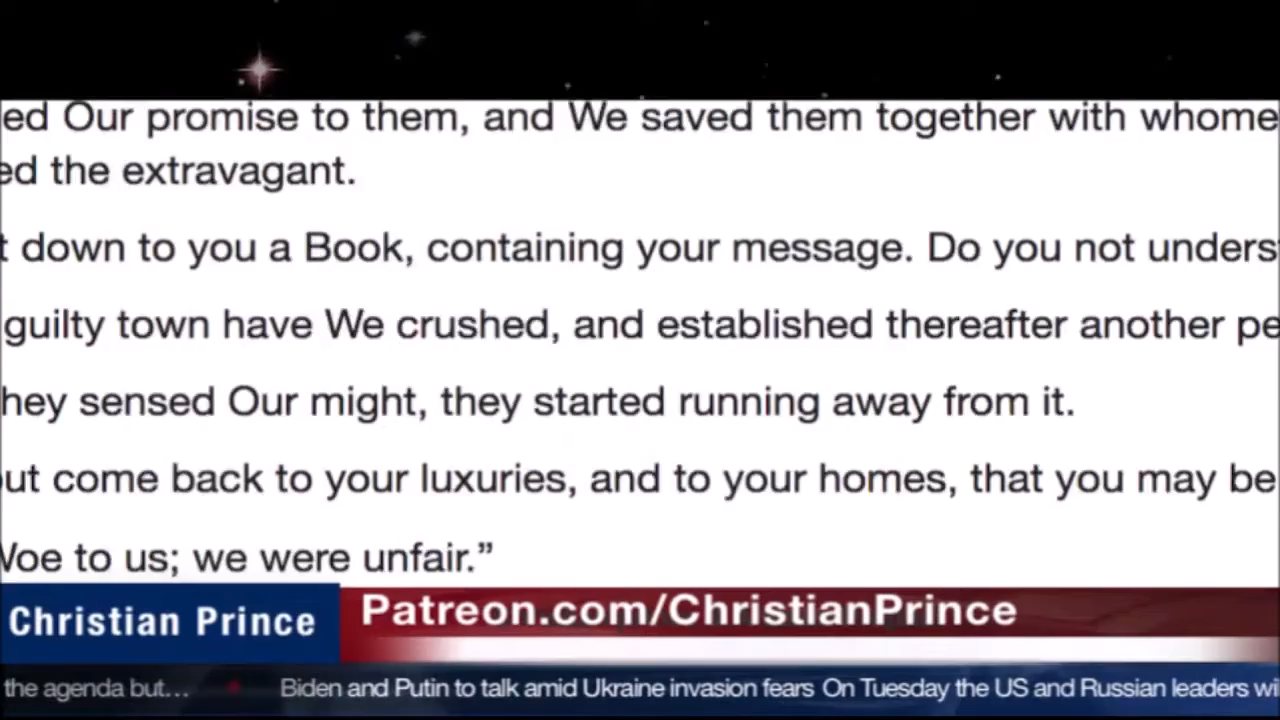 ed Our promise to them, and We saved them together with whome
ed the extravagant.
t down to you a Book, containing your message. Do you not unders
guilty town have We crushed, and established thereafter another pe
hey sensed Our might, they started running away from it.
out come back to your luxuries, and to your homes, that you may be
Woe to us; we were unfair.”
Christian Prince
Patreon.com/ChristianPrince
the agenda but... Biden and Putin to talk amid Ukraine invasion fears On Tuesday the US and Russian leaders wi